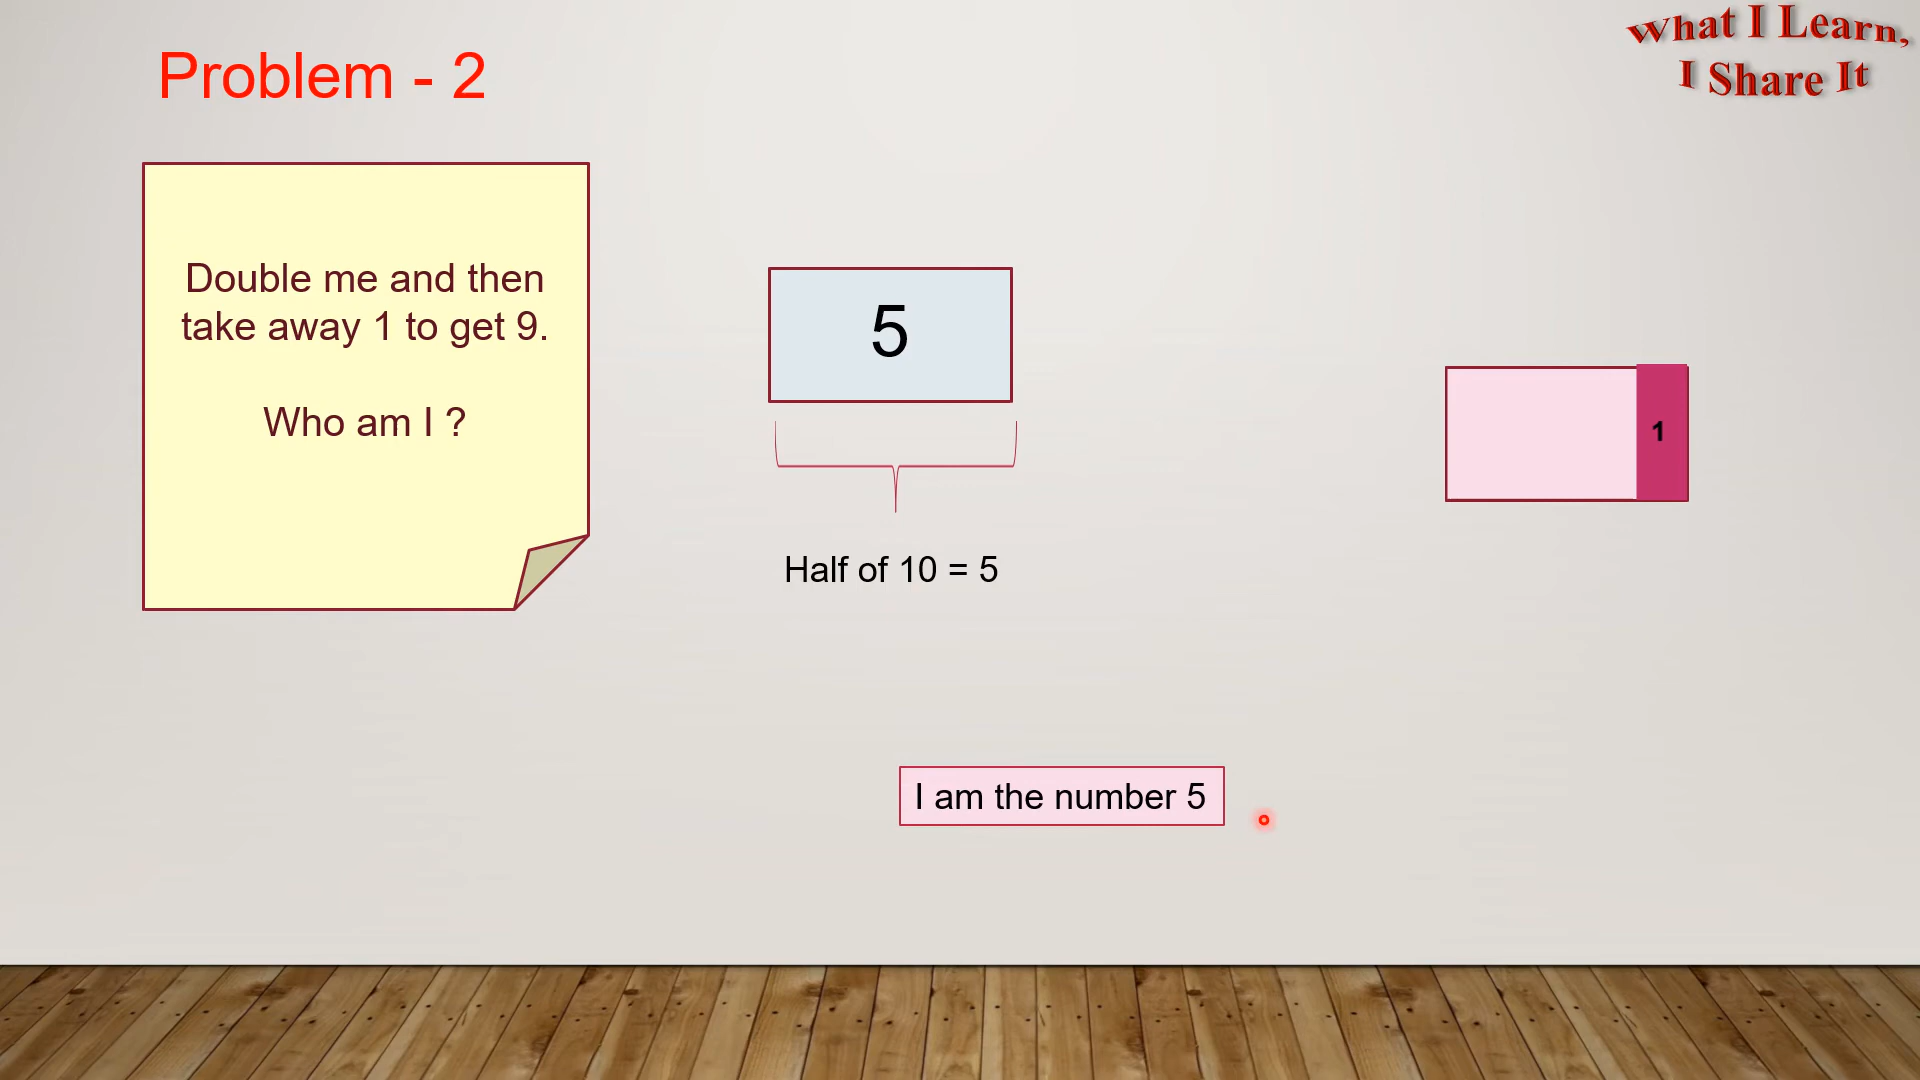 Problem - 2
What I Learn,
I Share It
Double me and then
take away 1 to get 9.
Who am I ?
5
1
Half of 10 = 5
I am the number 5